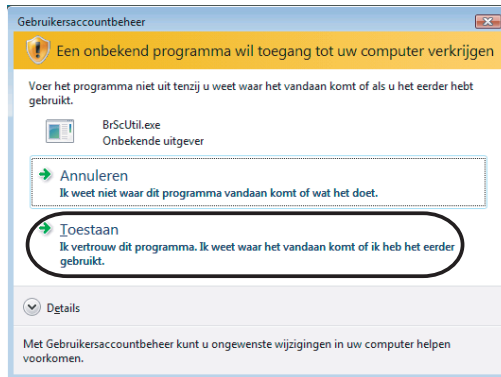 Gebruikersaccountbeheer
Een onbekend programma wil toegang tot uw computer verkrijgen
Voer het programma niet uit tenzij u weet waar het vandaan komt of als u het eerder hebt
gebruikt.
BrScUtil.exe
Onbekende uitgever
Annuleren
Ik weet niet waar dit programma vandaan komt of wat het doet.
Toestaan
Ik vertrouw dit programma. Ik weet waar het vandaan komt of ik heb het eerder
gebruikt.
Details
Met Gebruikersaccountbeheer kunt u ongewenste wijzigingen in uw computer helpen
voorkomen.